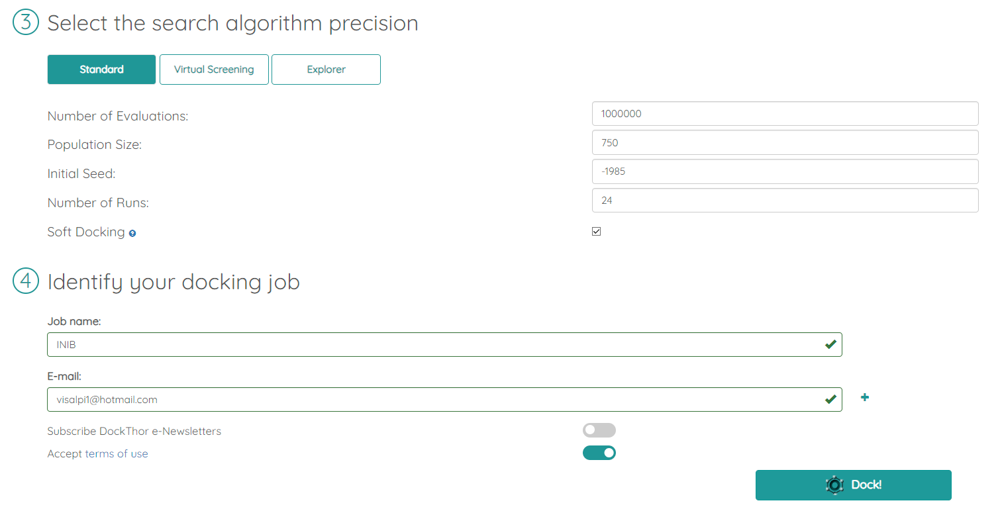 3 Select the search algorithm precision
Standard Virtual Screening Explorer
Number of Evaluations: 1000000
Population Size: 750
Initial Seed: -1985
Number of Runs: 24
Soft Docking ?
4 Identify your docking job
Job name:
INIB
E-mail:
visalpi1@hotmail.com
+
Subscribe DockThor e-Newsletters
Accept terms of use
Dock!